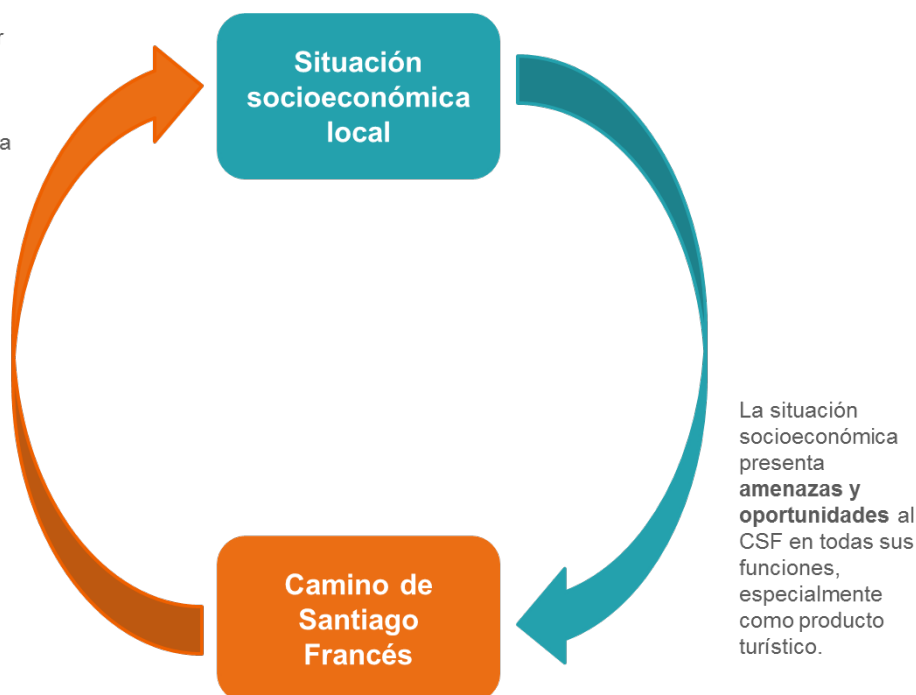 r
a
Situación
socioeconómica
local
La situación
socioeconómica
presenta
amenazas y
oportunidades al
CSF en todas sus
funciones,
especialmente
como producto
turístico.
Camino de
Santiago
Francés